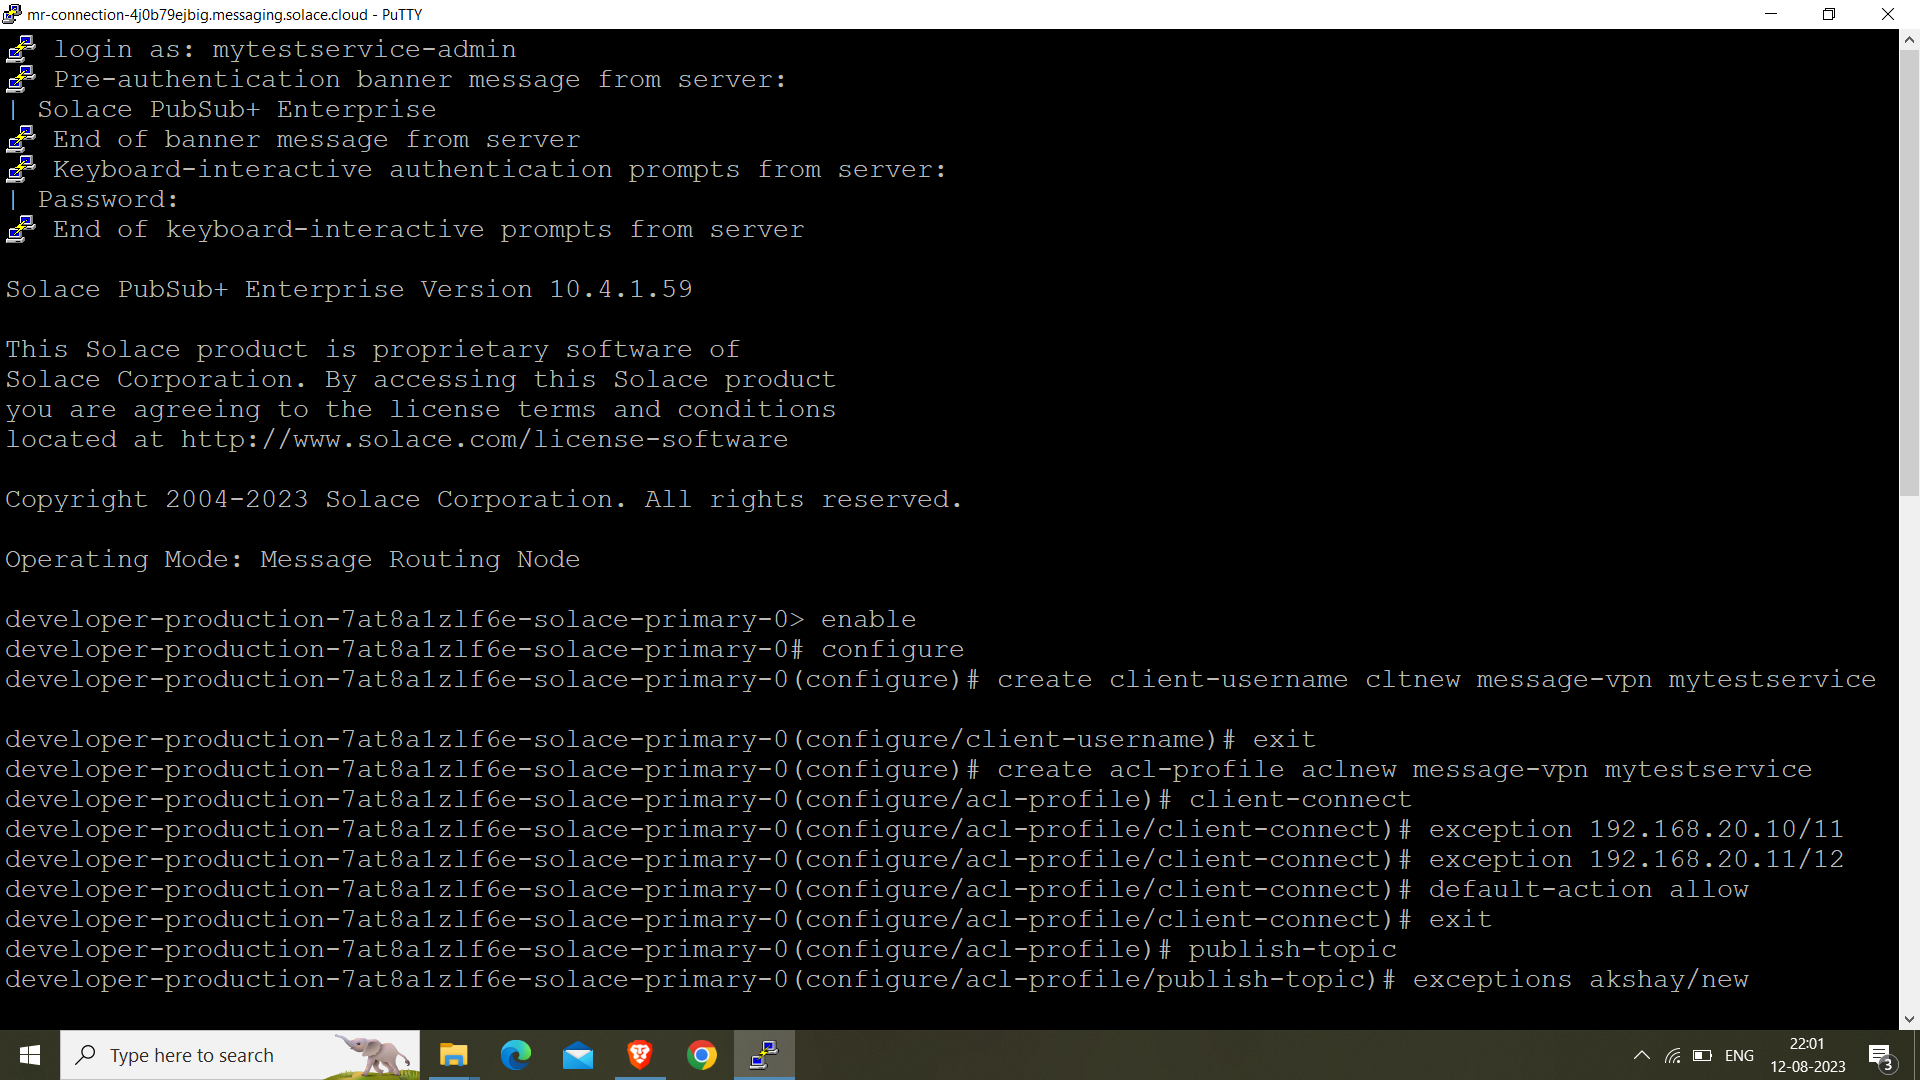 mr-connection-4j0b79ejbig.messaging.solace.cloud - PuTTY
login as: mytestservice-admin
Pre-authentication banner message from server:
| Solace PubSub+ Enterprise
End of banner message from server
Keyboard-interactive authentication prompts from server:
| Password:
End of keyboard-interactive prompts from server
Solace PubSub+ Enterprise Version 10.4.1.59
This Solace product is proprietary software of
Solace Corporation. By accessing this Solace product
you are agreeing to the license terms and conditions
located at http://www.solace.com/license-software
Copyright 2004-2023 Solace Corporation. All rights reserved.
Operating Mode: Message Routing Node
developer-production-7at8a1zlf6e-solace-primary-0> enable
developer-production-7at8a1zlf6e-solace-primary-0# configure
developer-production-7at8a1zlf6e-solace-primary-0(configure)# create client-username cltnew message-vpn mytestservice
developer-production-7at8a1zlf6e-solace-primary-0(configure/client-username)# exit
developer-production-7at8a1zlf6e-solace-primary-0(configure)# create acl-profile aclnew message-vpn mytestservice
developer-production-7at8a1zlf6e-solace-primary-0(configure/acl-profile)# client-connect
developer-production-7at8a1zlf6e-solace-primary-0(configure/acl-profile/client-connect)# exception 192.168.20.10/11
developer-production-7at8a1zlf6e-solace-primary-0(configure/acl-profile/client-connect)# exception 192.168.20.11/12
developer-production-7at8a1zlf6e-solace-primary-0(configure/acl-profile/client-connect)# default-action allow
developer-production-7at8a1zlf6e-solace-primary-0(configure/acl-profile/client-connect)# exit
developer-production-7at8a1zlf6e-solace-primary-0(configure/acl-profile)# publish-topic
developer-production-7at8a1zlf6e-solace-primary-0(configure/acl-profile/publish-topic)# exceptions akshay/new
Type here to search
ENG
22:01
12-08-2023
3